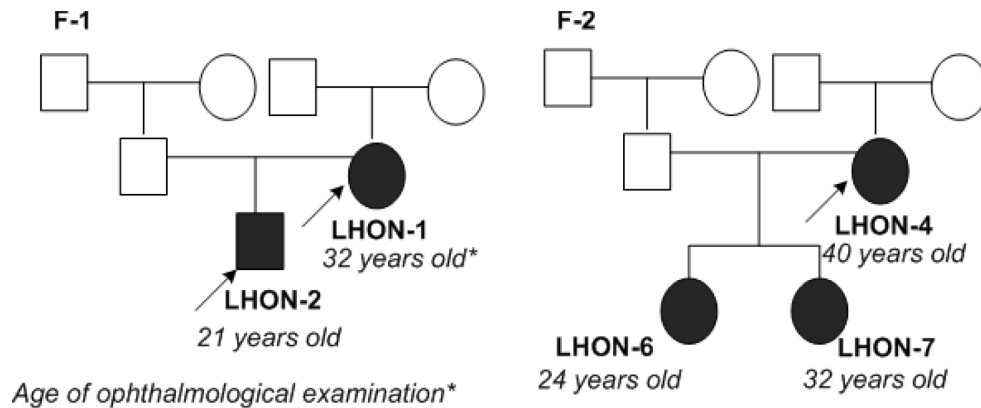 F-1
F-2
LHON-1
32 years old*
LHON-2
21 years old
LHON-4
40 years old
LHON-6
24 years old
LHON-7
32 years old
Age of ophthalmological examination*